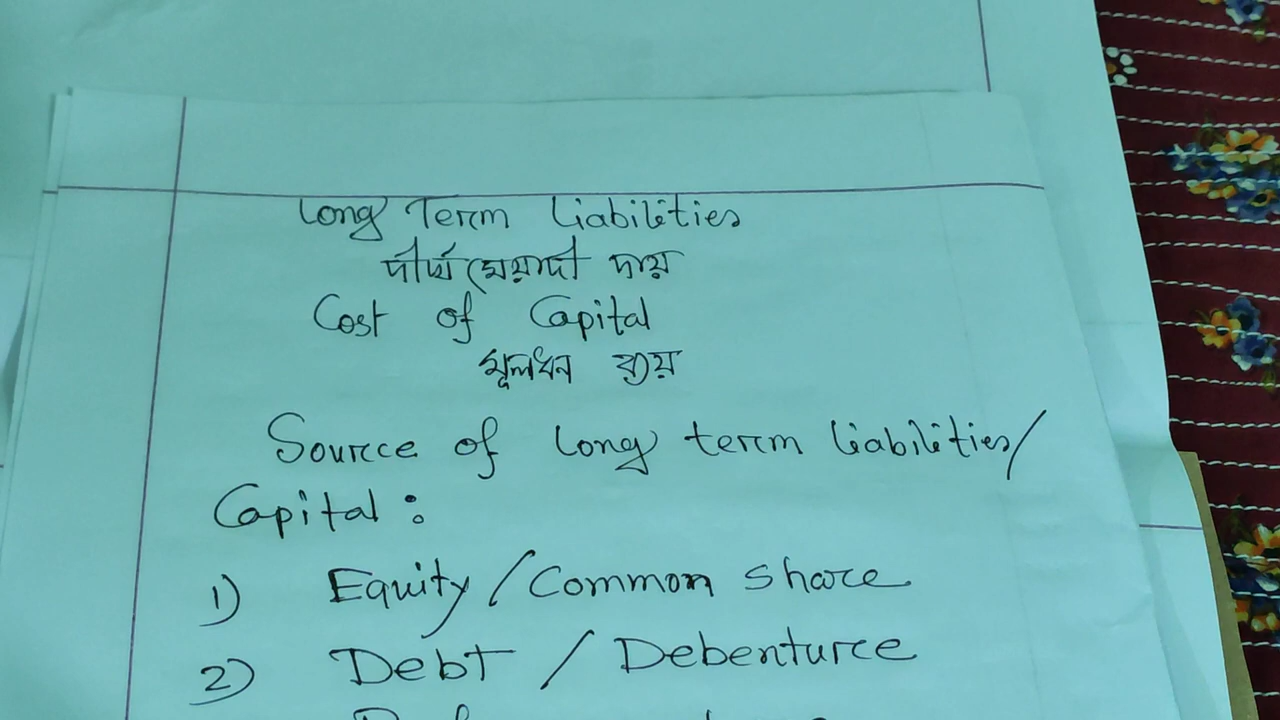 Long Term Liabilities
দীর্ঘ মেয়াদী দায়
Cost of Capital
মূলধন ব্যয়
Source of long term liabilities/
Capital :
1) Equity / Common share
2) Debt / Debenture